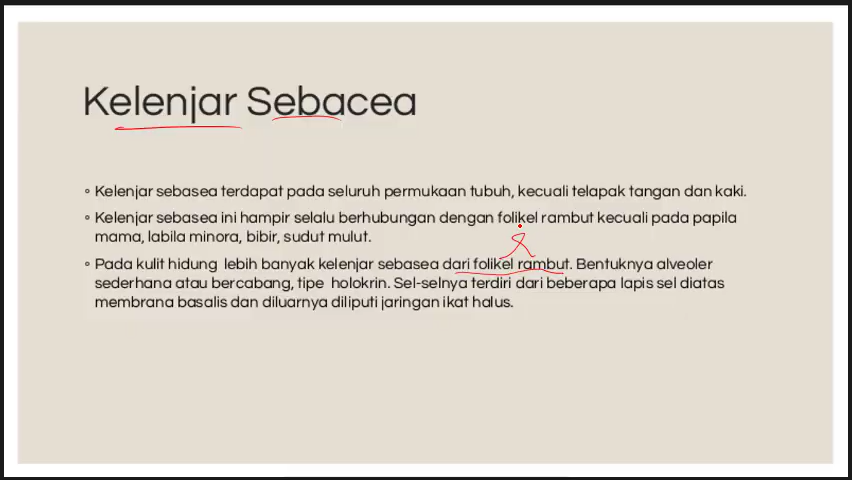 Kelenjar Sebacea
◦ Kelenjar sebasea terdapat pada seluruh permukaan tubuh, kecuali telapak tangan dan kaki.
◦ Kelenjar sebasea ini hampir selalu berhubungan dengan folikel rambut kecuali pada papila
mama, labila minora, bibir, sudut mulut.
◦ Pada kulit hidung lebih banyak kelenjar sebasea dari folikel rambut. Bentuknya alveoler
sederhana atau bercabang, tipe holokrin. Sel-selnya terdiri dari beberapa lapis sel diatas
membrana basalis dan diluarnya diliputi jaringan ikat halus.